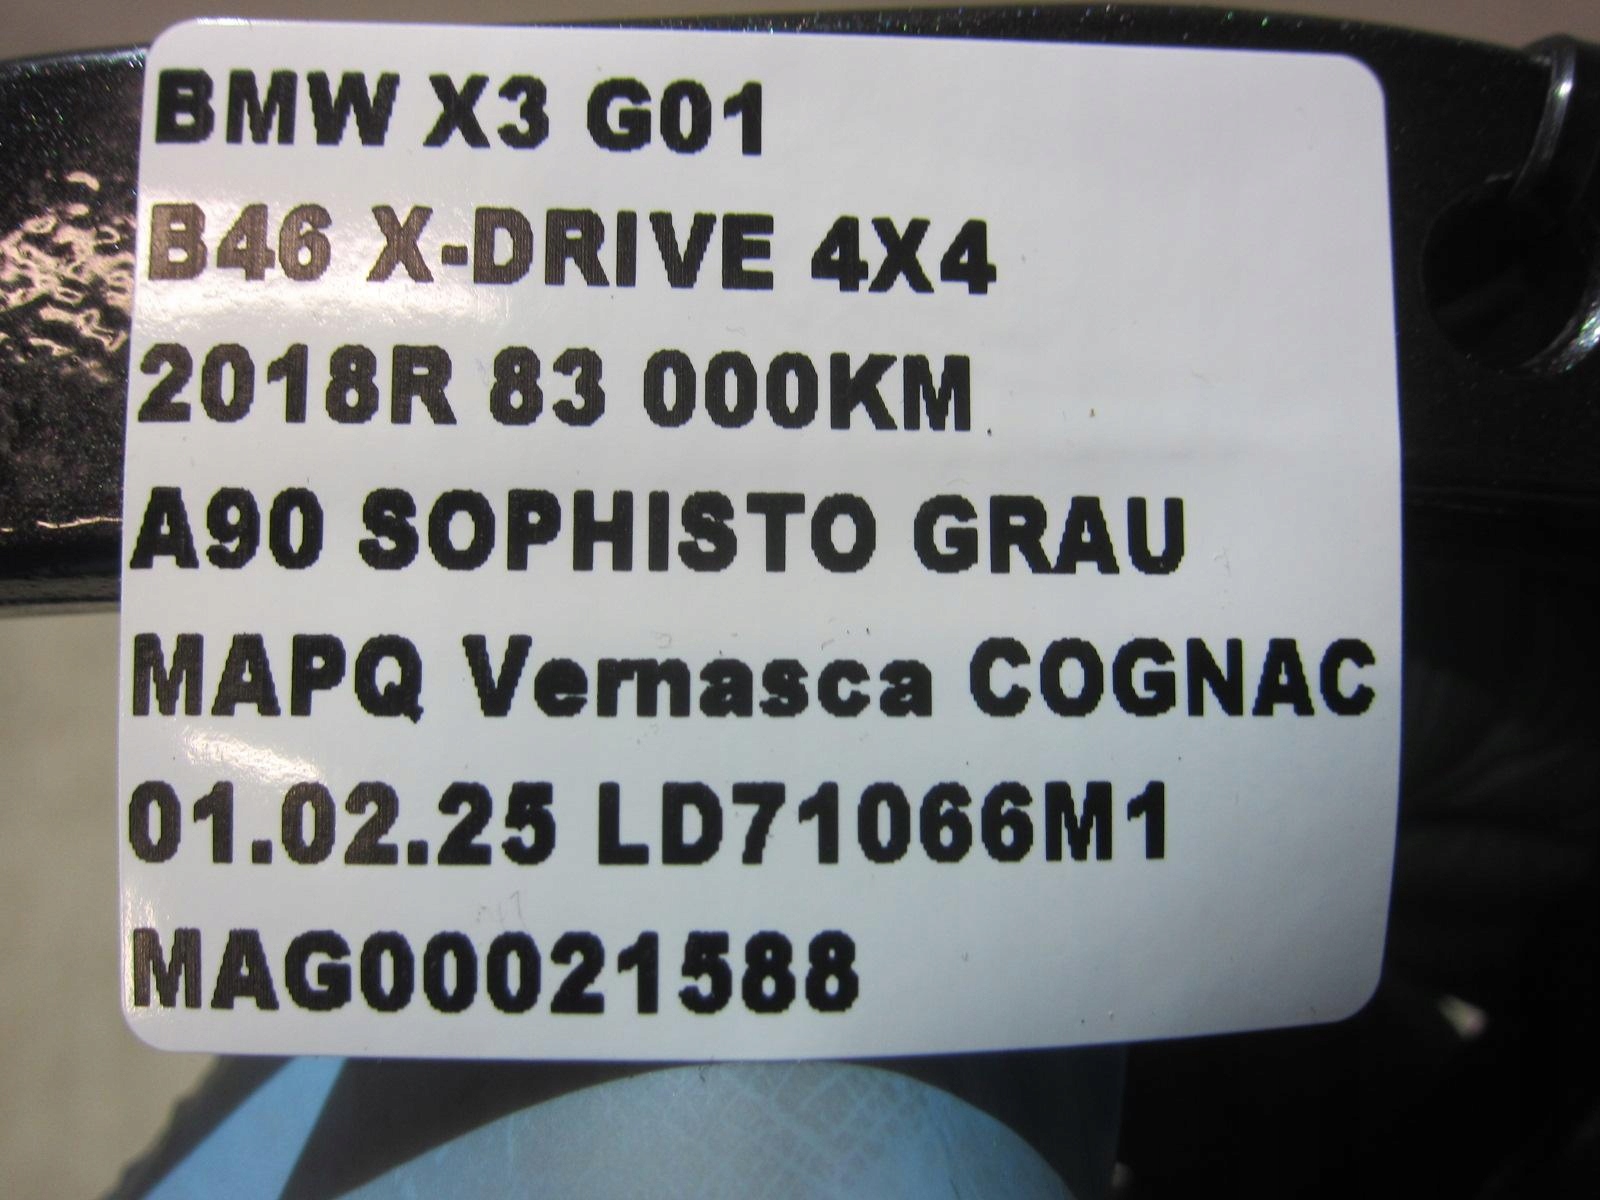 BMW X3 G01
B46 X-DRIVE 4X4
2018R 83 000KM
A90 SOPHISTO GRAU
MAPQ Vernasca COGNAC
01.02.25 LD71066M1
MAG00021588